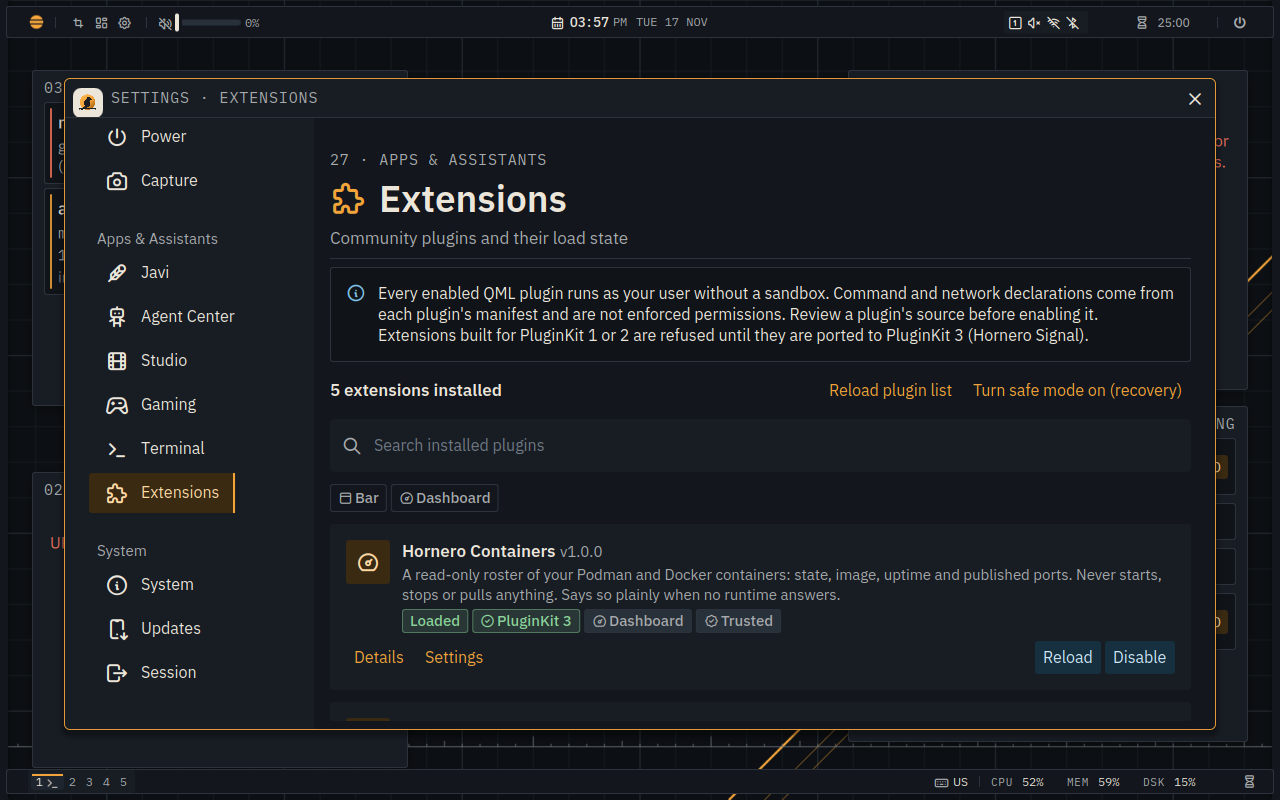 0%
03:57 PM TUE 17 NOV
1
25:00
03
SETTINGS · EXTENSIONS
Power
Capture
Apps & Assistants
Javi
Agent Center
Studio
Gaming
Terminal
Extensions
System
System
Updates
Session
27 · APPS & ASSISTANTS
Extensions
Community plugins and their load state
Every enabled QML plugin runs as your user without a sandbox. Command and network declarations come from
each plugin's manifest and are not enforced permissions. Review a plugin's source before enabling it.
Extensions built for PluginKit 1 or 2 are refused until they are ported to PluginKit 3 (Hornero Signal).
5 extensions installed
Reload plugin list
Turn safe mode on (recovery)
Search installed plugins
Bar
Dashboard
Hornero Containers v1.0.0
A read-only roster of your Podman and Docker containers: state, image, uptime and published ports. Never starts,
stops or pulls anything. Says so plainly when no runtime answers.
Loaded
PluginKit 3
Dashboard
Trusted
Details
Settings
Reload
Disable
or
s.
NG
02
1 2 3 4 5
US
CPU 52%
MEM 59%
DSK 15%